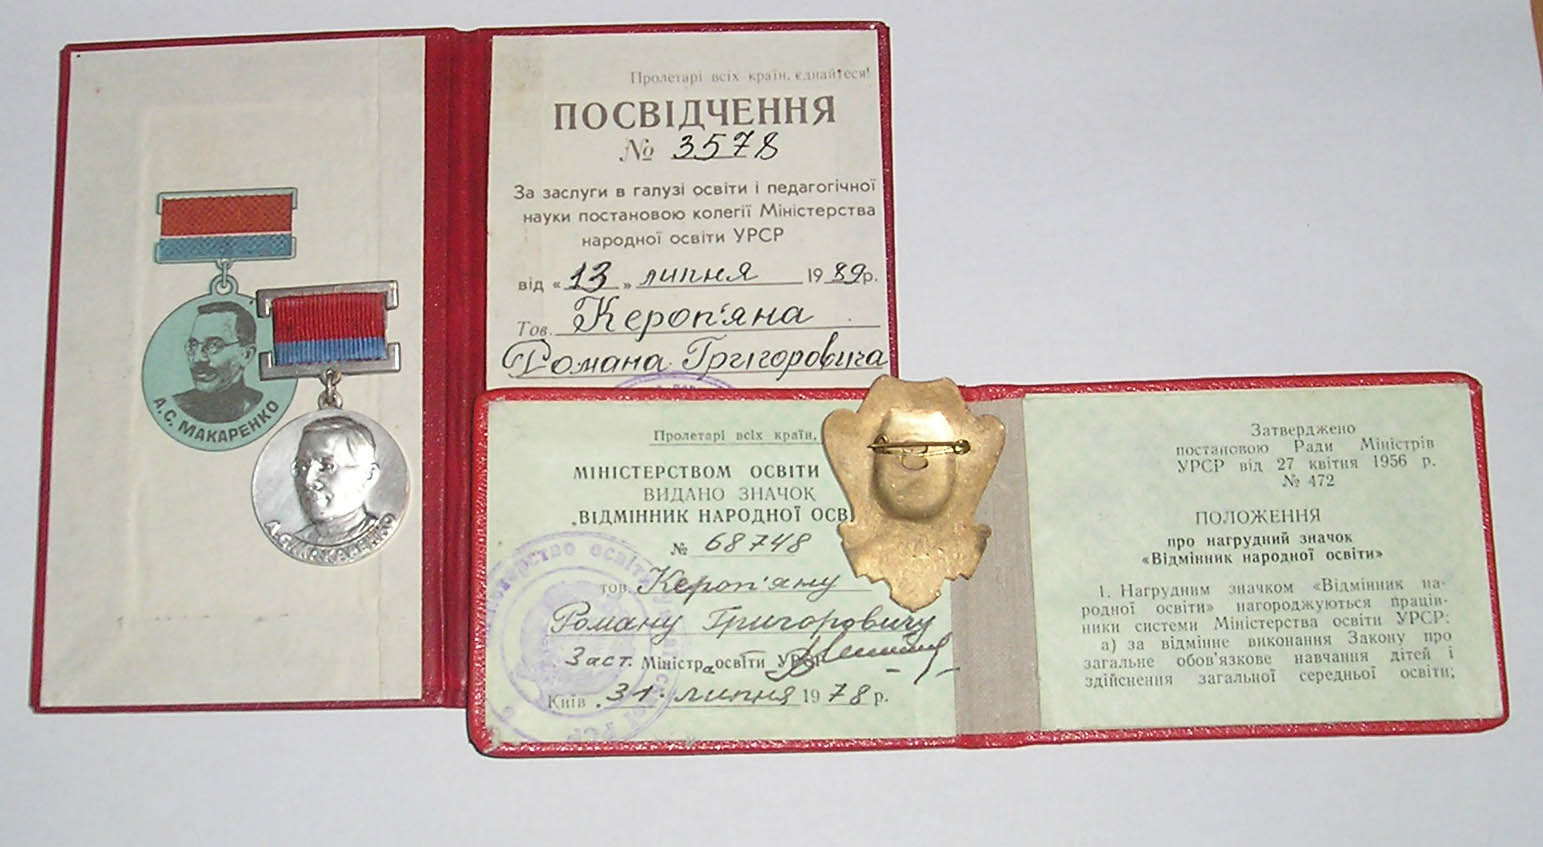 А.С. МАКАРЕНКО
А.С. МАКАРЕНКО
Пролетарі всіх країн, єднайтеся!
ПОСВІДЧЕННЯ
№ 3578
За заслуги в галузі освіти і педагогічної
науки постановою колегії Міністерства
народної освіти УРСР
від «13» липня 1989р.
Тов. Кероп'яна
Романа Григоровича
Пролетарі всіх країн,
МІНІСТЕРСТВОМ ОСВІТИ
ВИДАНО ЗНАЧОК
„ВІДМІННИК НАРОДНОЇ ОСВ
№ 68748
тов. Кероп'яну
Роману Григоровичу
Заст. Міністра освіти УРСР
Київ 31 липня 1978 р.
Затверджено
постановою Ради Міністрів
УРСР від 27 квітня 1956 р.
№ 472
ПОЛОЖЕННЯ
про нагрудний значок
«Відмінник народної освіти»
1. Нагрудним значком «Відмінник на-
родної освіти» нагороджуються праців-
ники системи Міністерства освіти УРСР:
а) за відмінне виконання Закону про
загальне обов'язкове навчання дітей і
здійснення загальної середньої освіти;